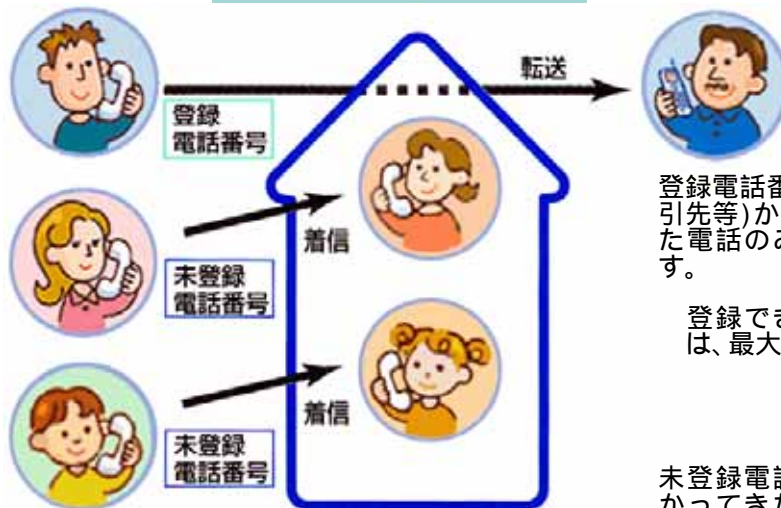 転送
登録
電話番号
着信
未登録
電話番号
着信
未登録
電話番号
登録電話番
引先等)か
た電話のあ
す。
登録でき
は、最大
未登録電話
かってきた